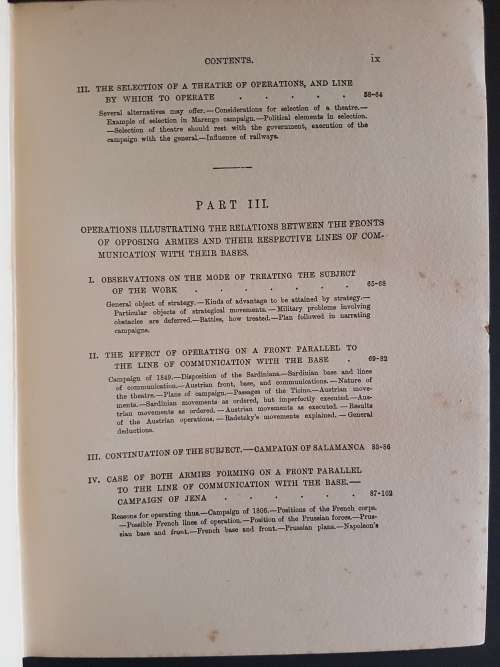 CONTENTS. ix
III. THE SELECTION OF A THEATRE OF OPERATIONS, AND LINE
BY WHICH TO OPERATE . . . . . 58-64
Several alternatives may offer.—Considerations for selection of a theatre.—
Example of selection in Marengo campaign.—Political elements in selection.
—Selection of theatre should rest with the government, execution of the
campaign with the general.—Influence of railways.
PART III.
OPERATIONS ILLUSTRATING THE RELATIONS BETWEEN THE FRONTS
OF OPPOSING ARMIES AND THEIR RESPECTIVE LINES OF COM-
MUNICATION WITH THEIR BASES.
I. OBSERVATIONS ON THE MODE OF TREATING THE SUBJECT
OF THE WORK . . . . . . . 65-68
General object of strategy.—Kinds of advantage to be attained by strategy.—
Particular objects of strategical movements.—Military problems involving
obstacles are deferred.—Battles, how treated.—Plan followed in narrating
campaigns.
II. THE EFFECT OF OPERATING ON A FRONT PARALLEL TO
THE LINE OF COMMUNICATION WITH THE BASE . 69-82
Campaign of 1849.—Disposition of the Sardinians.—Sardinian base and lines
of communication.—Austrian front, base, and communications.—Nature of
the theatre.—Plans of campaign.—Passages of the Ticino.—Austrian move-
ments.—Sardinian movements as ordered, but imperfectly executed.—Aus-
trian movements as ordered.—Austrian movements as executed.—Results
of the Austrian operations.—Radetzky's movements explained.—General
deductions.
III. CONTINUATION OF THE SUBJECT.—CAMPAIGN OF SALAMANCA 83-86
IV. CASE OF BOTH ARMIES FORMING ON A FRONT PARALLEL
TO THE LINE OF COMMUNICATION WITH THE BASE.—
CAMPAIGN OF JENA . . . . . . 87-102
Reasons for operating thus.—Campaign of 1806.—Positions of the French corps.
—Possible French lines of operation.—Position of the Prussian forces.—Prus-
sian base and front.—French base and front.—Prussian plans.—Napoleon's